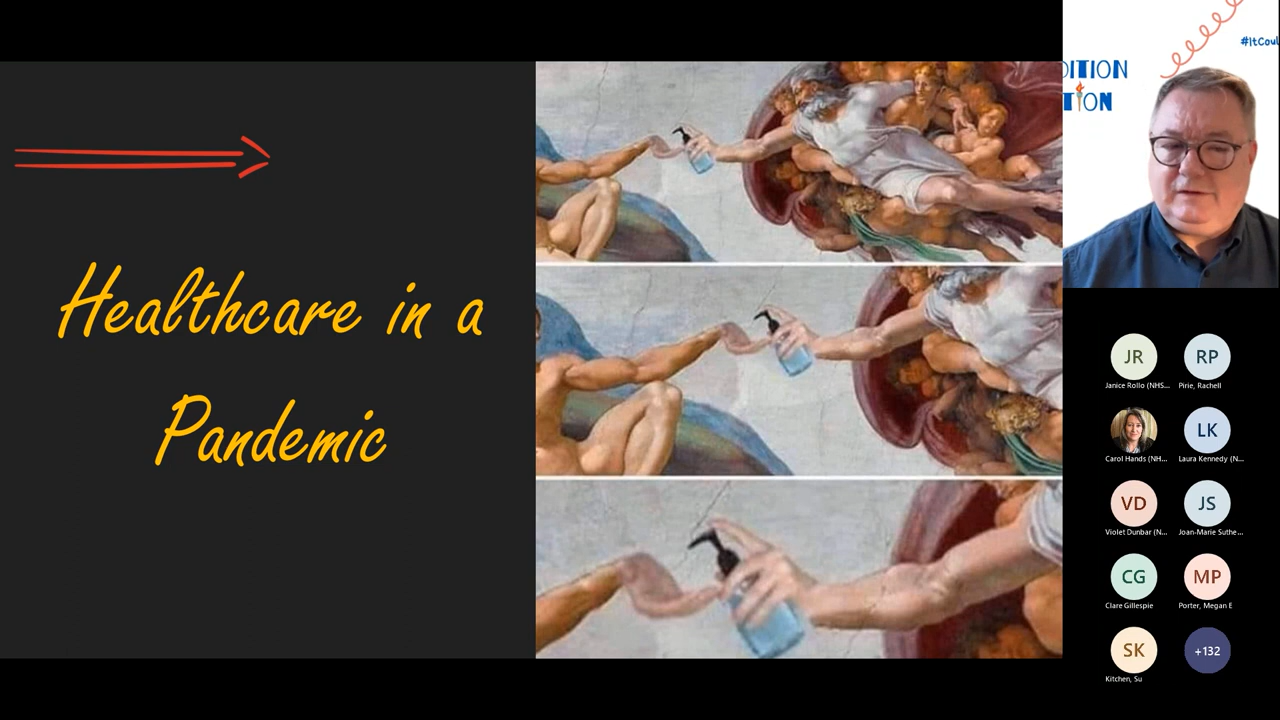 Healthcare in a
Pandemic
#ItCoul
DITION
TION
JR
RP
Janice Rollo (NHS...
Pirie, Rachell
LK
Carol Hands (NH...
Laura Kennedy (N...
VD
JS
Violet Dunbar (N...
Joan-Marie Suthe...
CG
MP
Clare Gillespie
Porter, Megan E
SK
+132
Kitchen, Su